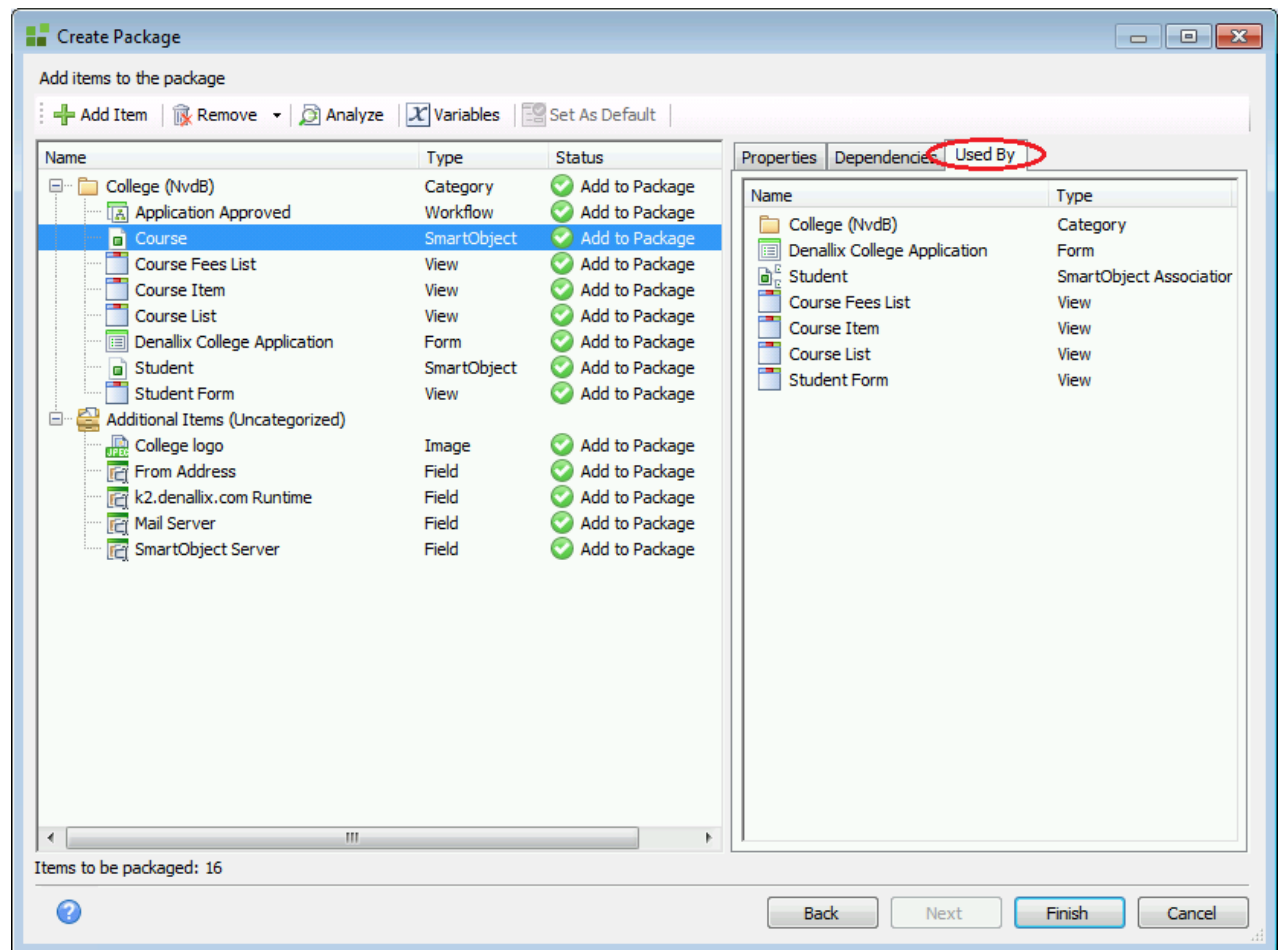 Create Package
Add items to the package
Add Item Remove Analyze Variables Set As Default
Name Type Status
College (NvdB) Category Add to Package
Application Approved Workflow Add to Package
Course SmartObject Add to Package
Course Fees List View Add to Package
Course Item View Add to Package
Course List View Add to Package
Denallix College Application Form Add to Package
Student SmartObject Add to Package
Student Form View Add to Package
Additional Items (Uncategorized)
College logo Image Add to Package
From Address Field Add to Package
k2.denallix.com Runtime Field Add to Package
Mail Server Field Add to Package
SmartObject Server Field Add to Package
Properties Dependencies Used By
Name Type
College (NvdB) Category
Denallix College Application Form
Student SmartObject Association
Course Fees List View
Course Item View
Course List View
Student Form View
Items to be packaged: 16
Back Next Finish Cancel